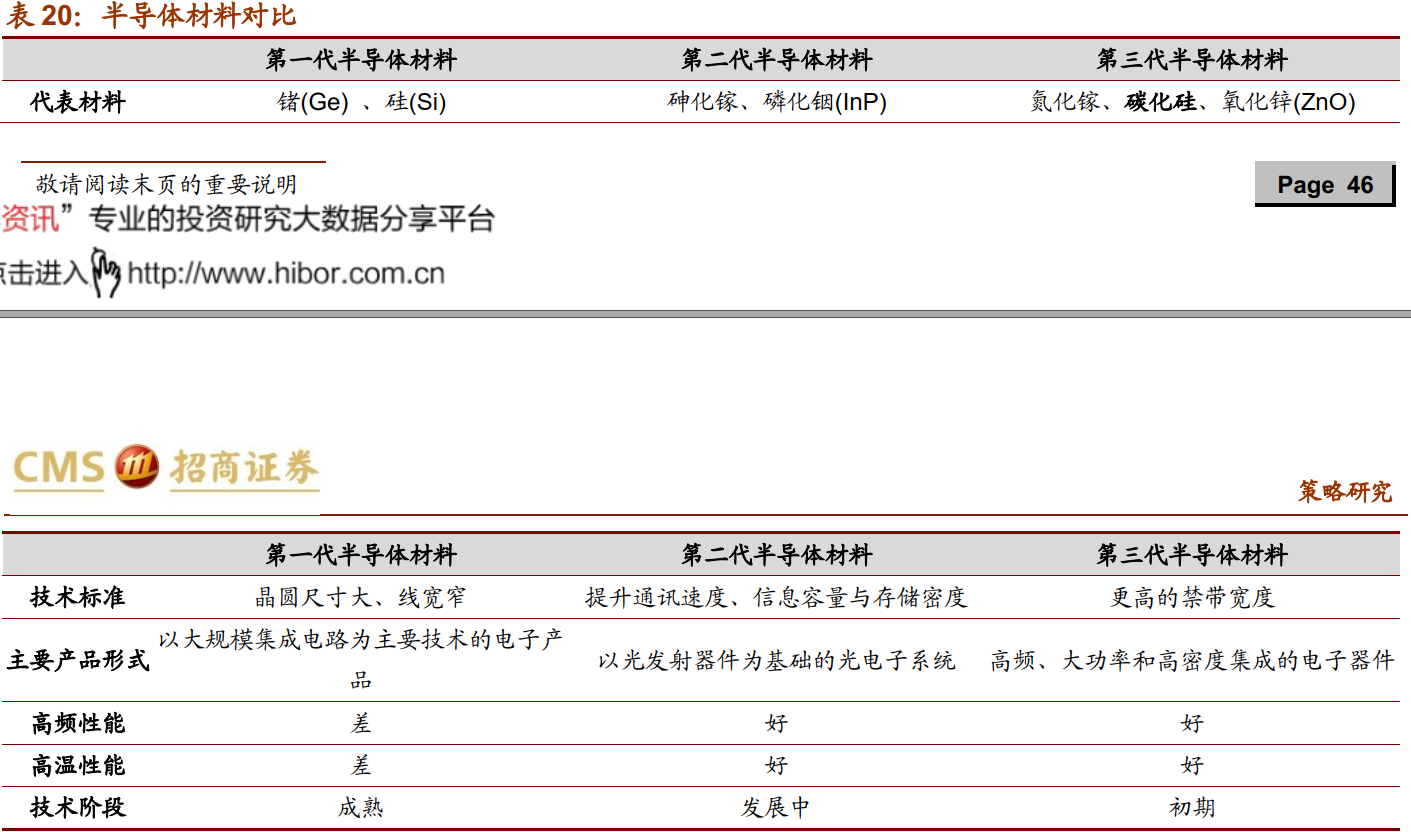 表 20：半导体材料对比
第一代半导体材料 第二代半导体材料 第三代半导体材料
代表材料 锗(Ge) 、硅(Si) 砷化镓、磷化铟(InP) 氮化镓、碳化硅、氧化锌(ZnO)
敬请阅读末页的重要说明 Page 46
资讯”专业的投资研究大数据分享平台
点击进入 http://www.hibor.com.cn
CMS 招商证券
策略研究
第一代半导体材料 第二代半导体材料 第三代半导体材料
技术标准 晶圆尺寸大、线宽窄 提升通讯速度、信息容量与存储密度 更高的禁带宽度
主要产品形式 以大规模集成电路为主要技术的电子产品 以光发射器件为基础的光电子系统 高频、大功率和高密度集成的电子器件
高频性能 差 好 好
高温性能 差 好 好
技术阶段 成熟 发展中 初期